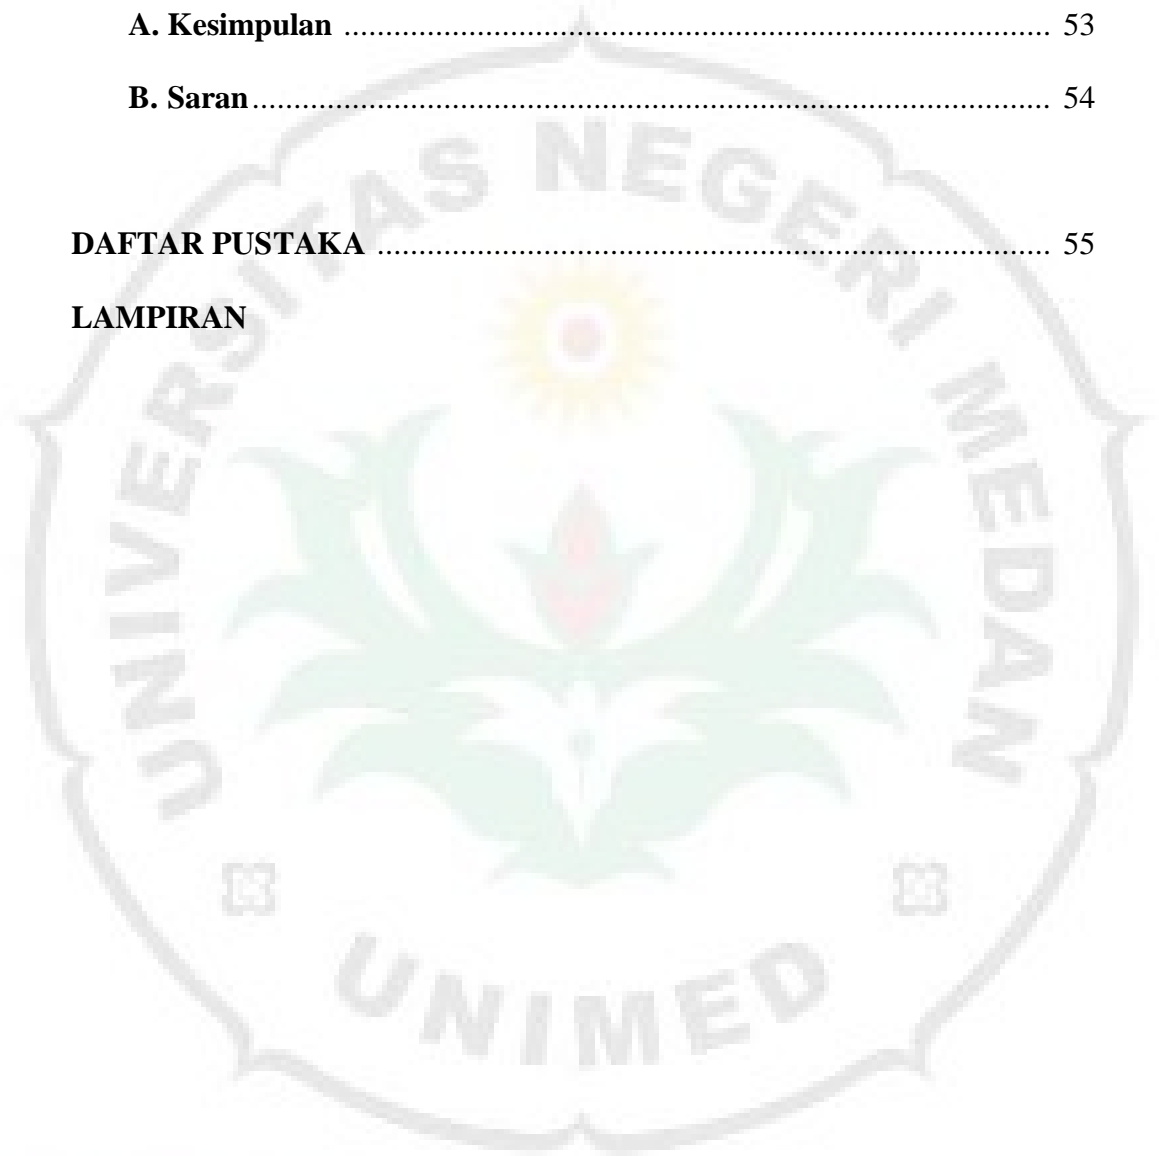 A. Kesimpulan ........................................................................ 53
B. Saran ................................................................................. 54
DAFTAR PUSTAKA .................................................................... 55
LAMPIRAN
UNIVERSITAS NEGERI MEDAN
UNIMED